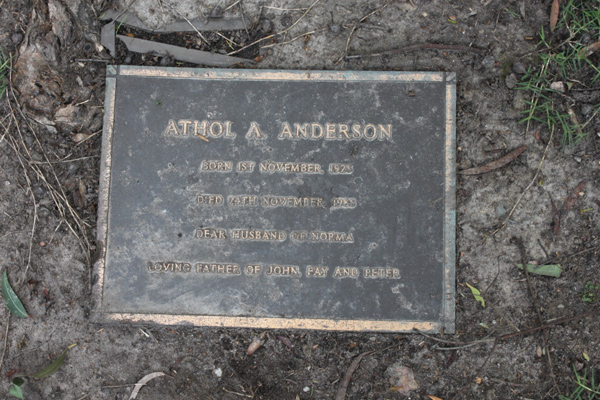 ATHOL A. ANDERSON
BORN 1ST NOVEMBER
DIED NOVEMBER
DEAR HUSBAND OF NORMA
LOVING FATHER OF JOHN, FAY AND PETER